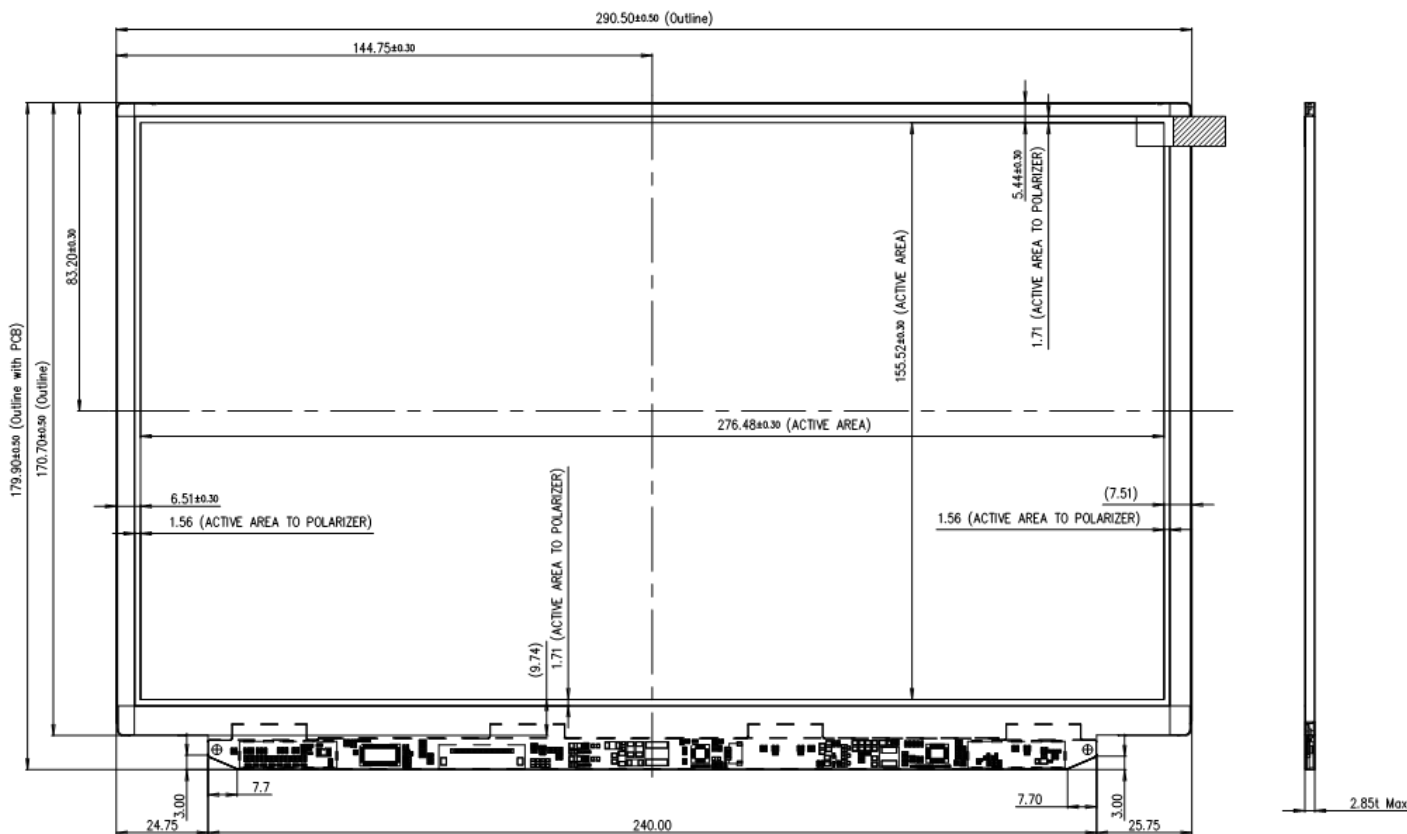 290.50±0.50 (Outline)
144.75±0.30
179.90±0.50 (Outline with PCB)
170.70±0.50 (Outline)
83.20±0.30
5.44±0.30
1.71 (ACTIVE AREA TO POLARIZER)
155.52±0.30 (ACTIVE AREA)
276.48±0.30 (ACTIVE AREA)
6.51±0.30
1.56 (ACTIVE AREA TO POLARIZER)
(7.51)
1.56 (ACTIVE AREA TO POLARIZER)
(9.74)
1.71 (ACTIVE AREA TO POLARIZER)
3.00
7.7
7.70
3.00
24.75
240.00
25.75
2.85t Max